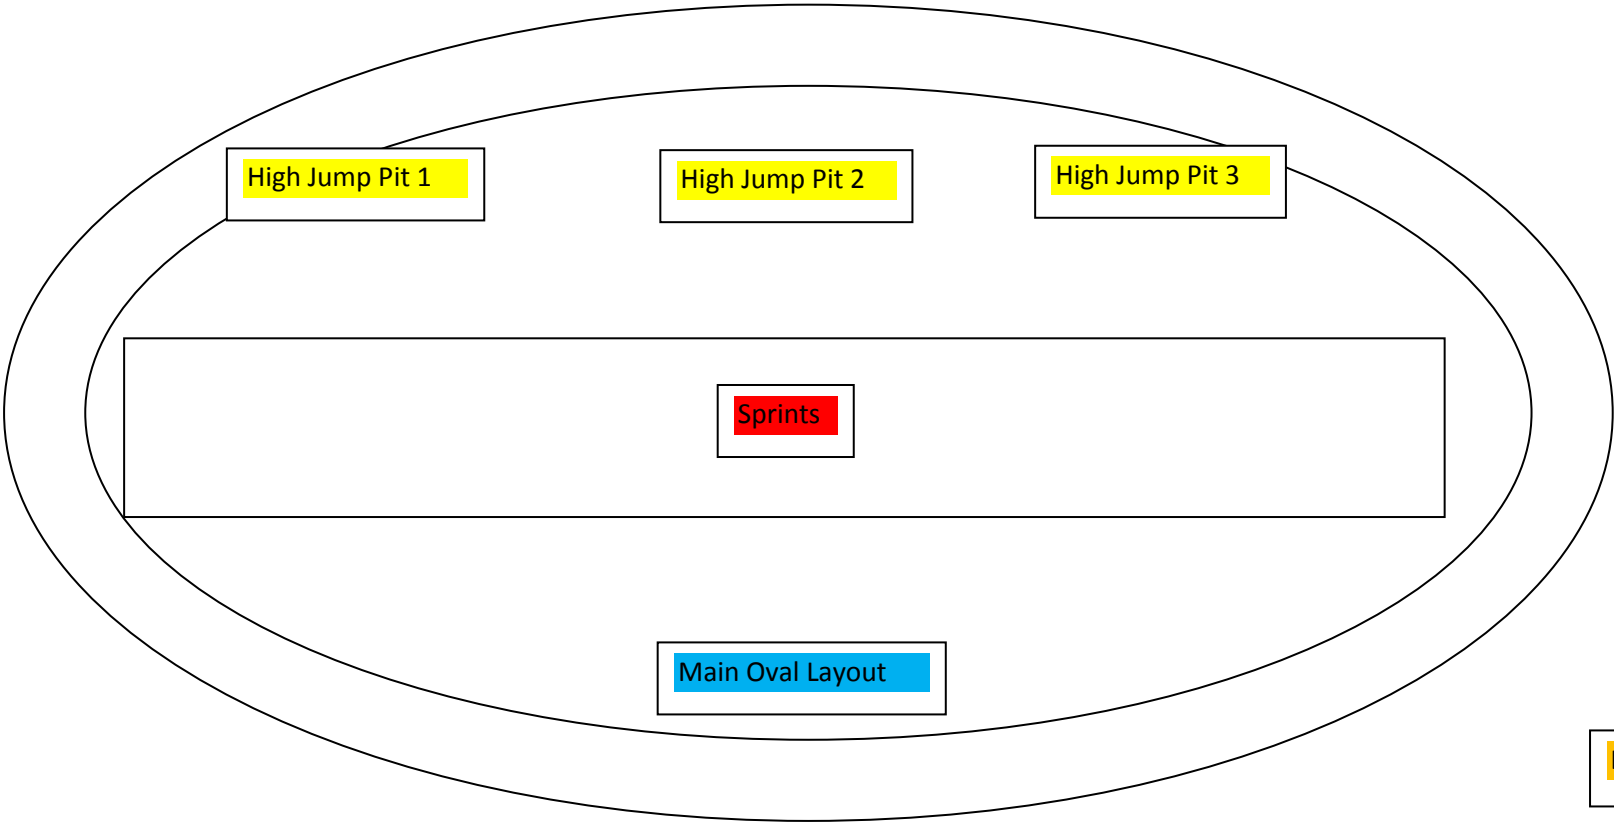 High Jump Pit 1
High Jump Pit 2
High Jump Pit 3
Sprints
Main Oval Layout